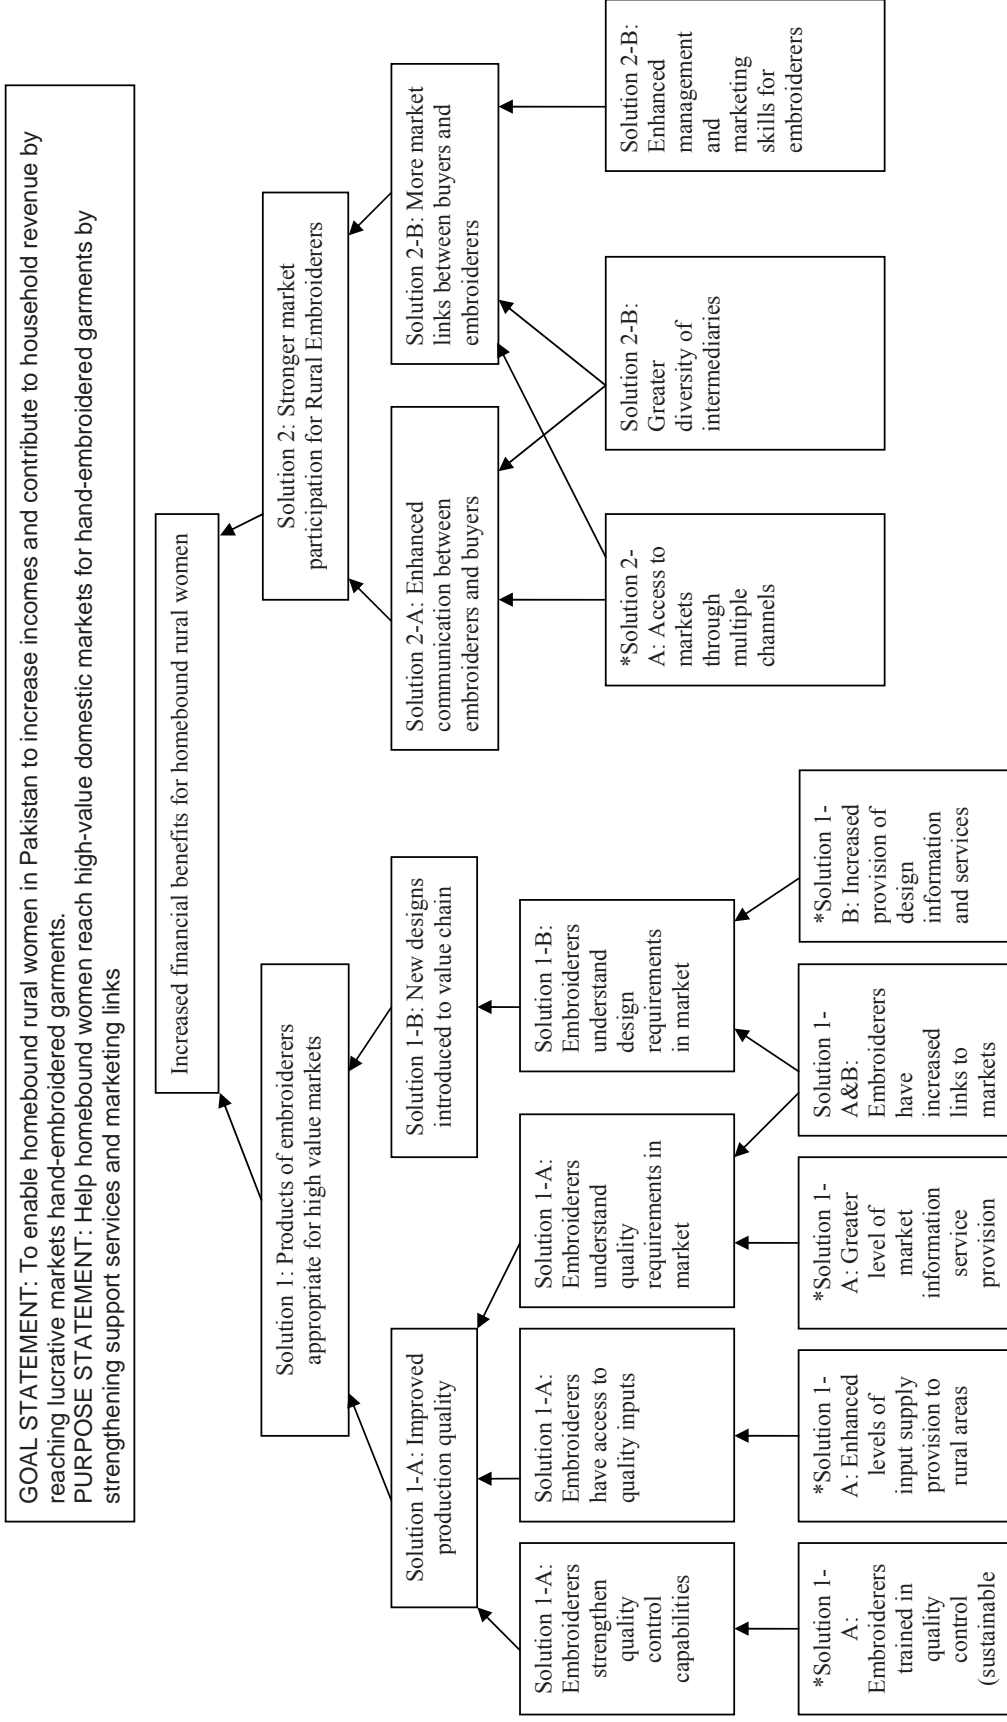 GOAL STATEMENT: To enable homebound rural women in Pakistan to increase incomes and contribute to household revenue by
reaching lucrative markets hand-embroidered garments.
PURPOSE STATEMENT: Help homebound women reach high-value domestic markets for hand-embroidered garments by
strengthening support services and marketing links
Increased financial benefits for homebound rural women
Solution 1: Products of embroiderers
appropriate for high value markets
Solution 2: Stronger market
participation for Rural Embroiderers
Solution 1-A: Improved
production quality
Solution 1-B: New designs
introduced to value chain
Solution 2-A: Enhanced
communication between
embroiderers and buyers
Solution 2-B: More market
links between buyers and
embroiderers
Solution 1-A:
Embroiderers
strengthen
quality
control
capabilities
Solution 1-A:
Embroiderers
have access to
quality inputs
Solution 1-A:
Embroiderers
understand
quality
requirements in
market
Solution 1-B:
Embroiderers
understand
design
requirements
in market
*Solution 2-
A: Access to
markets
through
multiple
channels
Solution 2-B:
Greater
diversity of
intermediaries
Solution 2-B:
Enhanced
management
and
marketing
skills for
embroiderers
*Solution 1-
A:
Embroiderers
trained in
quality
control
(sustainable
*Solution 1-
A: Enhanced
levels of
input supply
provision to
rural areas
*Solution 1-
A: Greater
level of
market
information
service
provision
Solution 1-
A&B:
Embroiderers
have
increased
links to
markets
*Solution 1-
B: Increased
provision of
design
information
and services